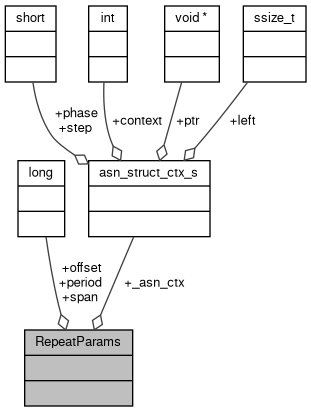 short
int
void *
ssize_t
+phase
+step
+context
+ptr
+left
long
asn_struct_ctx_s
+offset
+period
+span
+_asn_ctx
RepeatParams